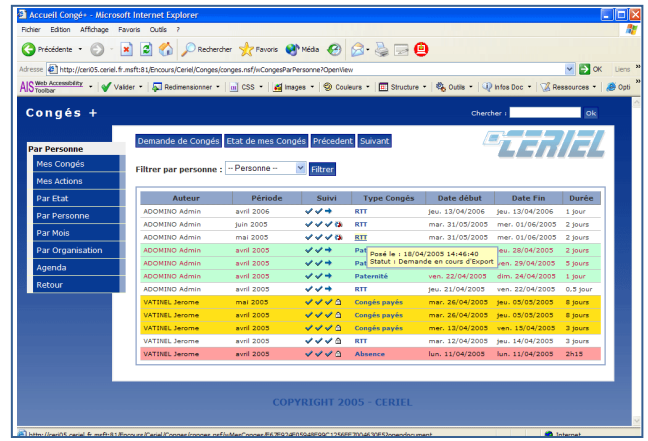 Accueil Congé+ - Microsoft Internet Explorer
Fichier Edition Affichage Favoris Outils ?
Précédente Rechercher Favoris Média
Adresse http://ceri05.ceriel.fr.msft:81/Encours/Ceriel/Conges/conges.nsf/wCongesParPersonne?OpenView OK Liens
AIS Web Accessibility Toolbar Valider Redimensionner CSS Images Couleurs Structure Outils Infos Doc Ressources Opti
Congés + Chercher : Ok
Demande de Congés Etat de mes Congés Précedent Suivant CERIEL
Par Personne
Mes Congés
Mes Actions
Par Etat
Par Personne
Par Mois
Par Organisation
Agenda
Retour
Filtrer par personne : -- Personne -- Filtrer
Auteur Période Suivi Type Congés Date début Date Fin Durée
ADOMINO Admin avril 2006 RTT jeu. 13/04/2006 jeu. 13/04/2006 1 jour
ADOMINO Admin juin 2005 RTT mar. 31/05/2005 mer. 01/06/2005 2 jours
ADOMINO Admin mai 2005 RTT mar. 31/05/2005 mer. 01/06/2005 2 jours
ADOMINO Admin avril 2005 Pat jeu. 28/04/2005 2 jours
Posé le : 18/04/2005 14:46:40
Statut : Demande en cours d'Export
ADOMINO Admin avril 2005 Pat ven. 29/04/2005 5 jours
ADOMINO Admin avril 2005 Paternité ven. 22/04/2005 dim. 24/04/2005 1 jour
ADOMINO Admin avril 2005 RTT jeu. 21/04/2005 ven. 22/04/2005 0.5 jour
VATINEL Jerome mai 2005 Congés payés mar. 26/04/2005 jeu. 05/05/2005 8 jours
VATINEL Jerome avril 2005 Congés payés mar. 26/04/2005 jeu. 05/05/2005 8 jours
VATINEL Jerome avril 2005 Congés payés mer. 13/04/2005 ven. 15/04/2005 3 jours
VATINEL Jerome avril 2005 RTT mar. 12/04/2005 jeu. 14/04/2005 3 jours
VATINEL Jerome avril 2005 Absence lun. 11/04/2005 lun. 11/04/2005 2h15
COPYRIGHT 2005 - CERIEL
Internet